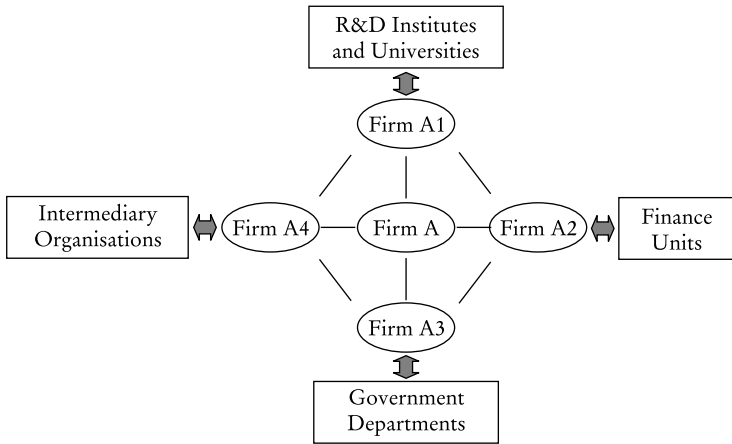 R&D Institutes
and Universities
Firm A1
Intermediary
Organisations
Firm A4
Firm A
Firm A2
Finance
Units
Firm A3
Government
Departments